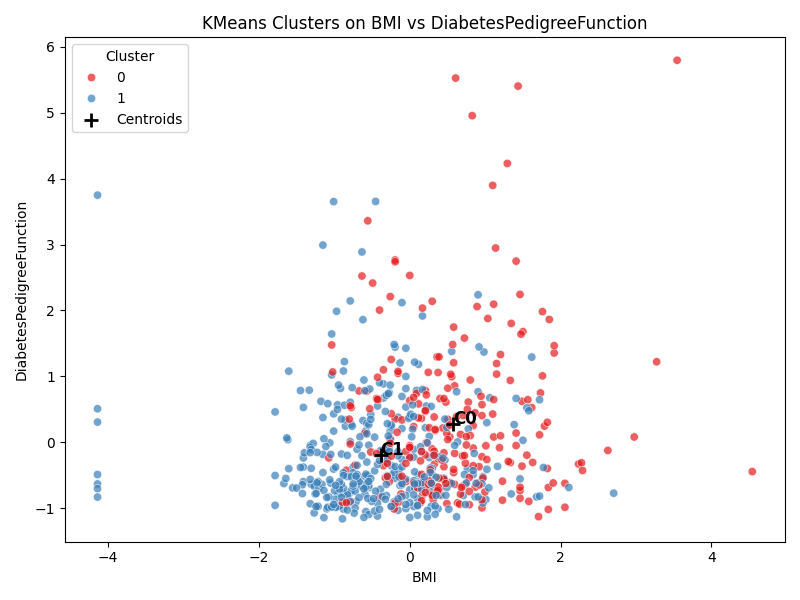 KMeans Clusters on BMI vs DiabetesPedigreeFunction
Cluster
0
1
Centroids
6
5
4
3
2
1
0
−1
DiabetesPedigreeFunction
C0
C1
−4
−2
0
2
4
BMI